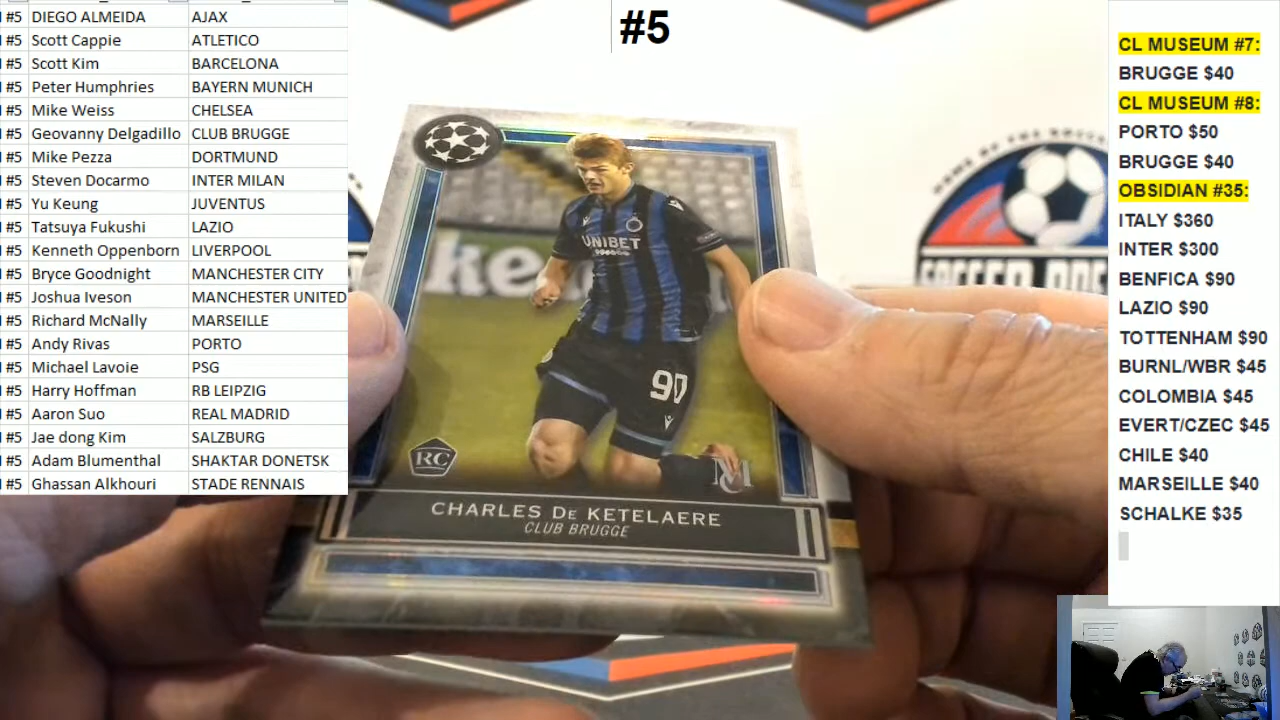 #5 DIEGO ALMEIDA AJAX
#5 Scott Cappie ATLETICO
#5 Scott Kim BARCELONA
#5 Peter Humphries BAYERN MUNICH
#5 Mike Weiss CHELSEA
#5 Geovanny Delgadillo CLUB BRUGGE
#5 Mike Pezza DORTMUND
#5 Steven Docarmo INTER MILAN
#5 Yu Keung JUVENTUS
#5 Tatsuya Fukushi LAZIO
#5 Kenneth Oppenborn LIVERPOOL
#5 Bryce Goodnight MANCHESTER CITY
#5 Joshua Iveson MANCHESTER UNITED
#5 Richard McNally MARSEILLE
#5 Andy Rivas PORTO
#5 Michael Lavoie PSG
#5 Harry Hoffman RB LEIPZIG
#5 Aaron Suo REAL MADRID
#5 Jae dong Kim SALZBURG
#5 Adam Blumenthal SHAKTAR DONETSK
#5 Ghassan Alkhouri STADE RENNAIS
#5
UNIBET
90
RC
CHARLES De KETELAERE
CLUB BRUGGE
CL MUSEUM #7:
BRUGGE $40
CL MUSEUM #8:
PORTO $50
BRUGGE $40
OBSIDIAN #35:
ITALY $360
INTER $300
BENFICA $90
LAZIO $90
TOTTENHAM $90
BURNL/WBR $45
COLOMBIA $45
EVERT/CZEC $45
CHILE $40
MARSEILLE $40
SCHALKE $35